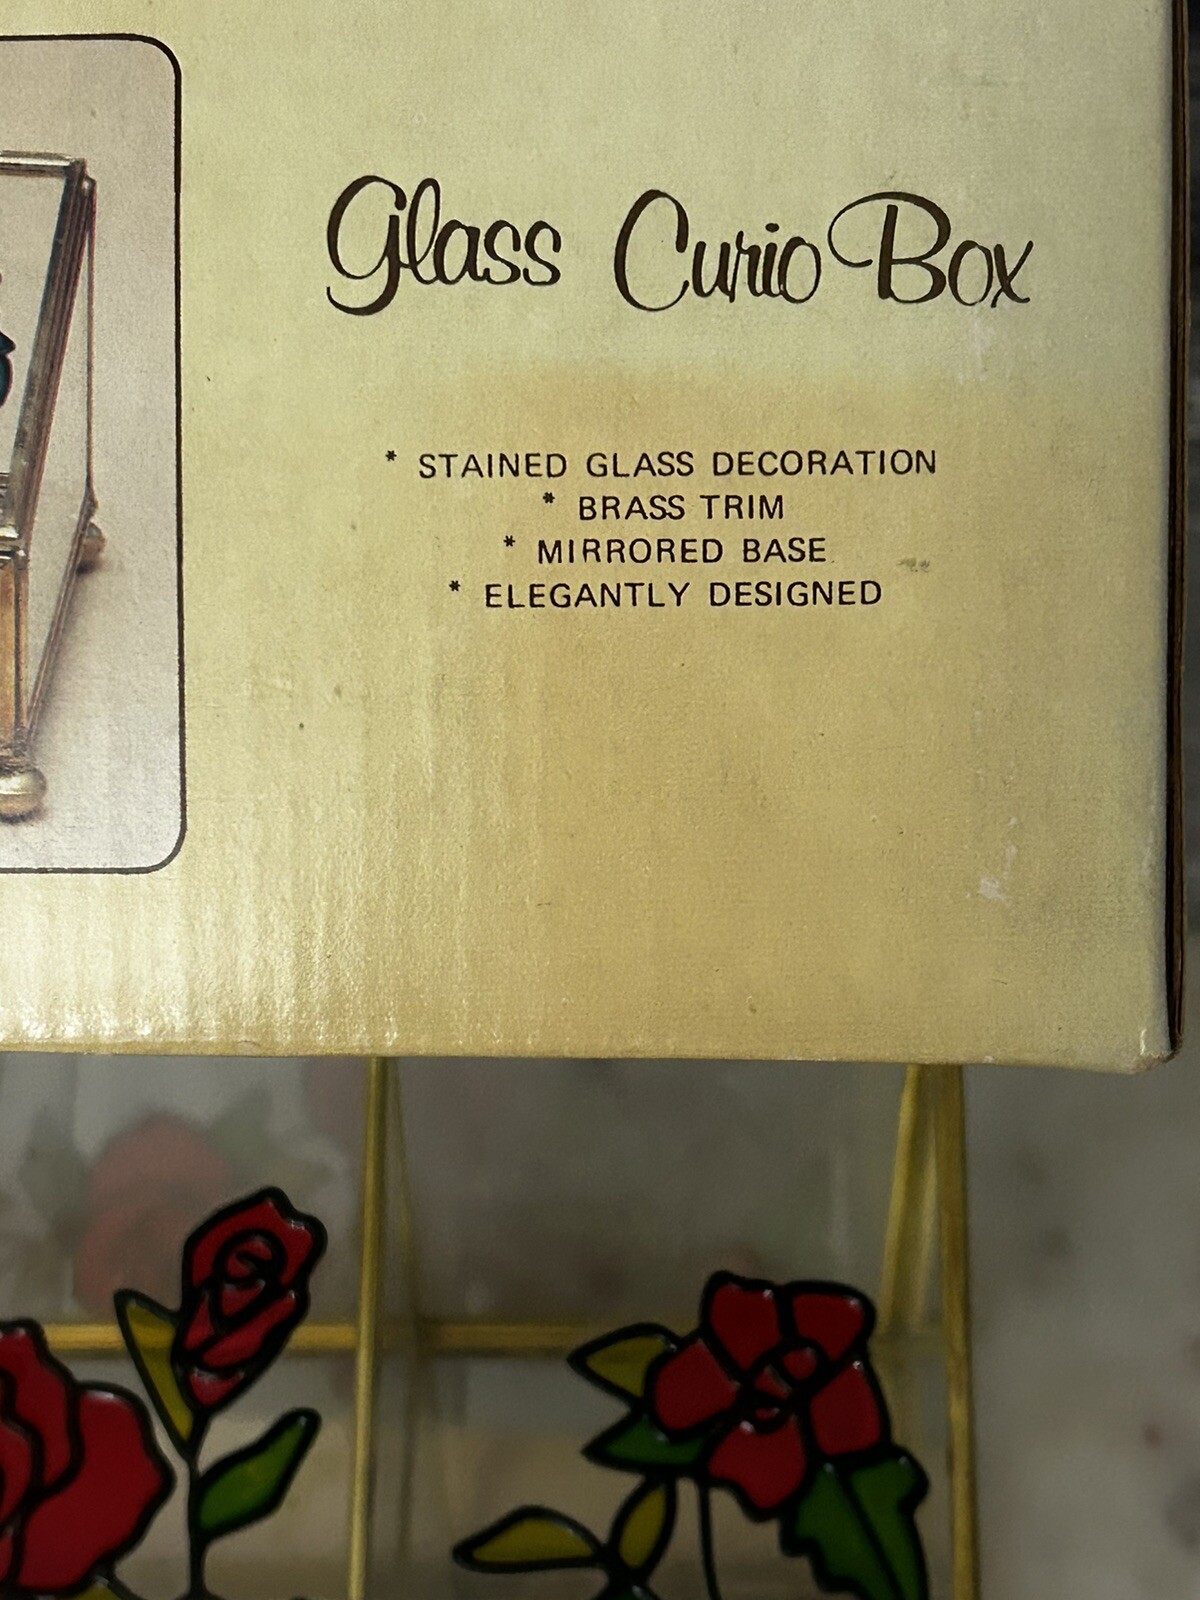 Glass Curio Box
* STAINED GLASS DECORATION
* BRASS TRIM
* MIRRORED BASE
* ELEGANTLY DESIGNED